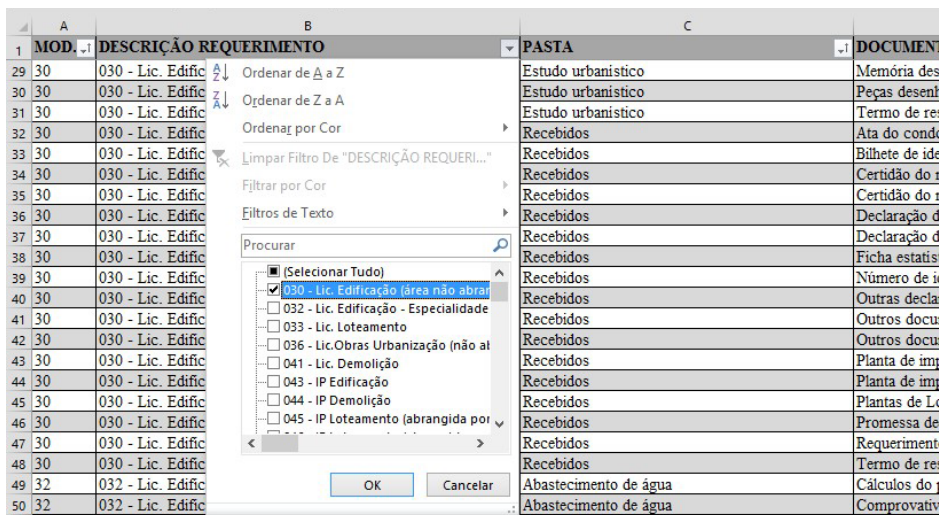 A B C
1 MOD. DESCRIÇÃO REQUERIMENTO PASTA DOCUMENT
29 30 030 - Lic. Edific Estudo urbanistico Memória des
30 30 030 - Lic. Edific Estudo urbanistico Peças desenh
31 30 030 - Lic. Edific Estudo urbanistico Termo de res
32 30 030 - Lic. Edific Recebidos Ata do condo
33 30 030 - Lic. Edific Recebidos Bilhete de ide
34 30 030 - Lic. Edific Recebidos Certidão do r
35 30 030 - Lic. Edific Recebidos Certidão do r
36 30 030 - Lic. Edific Recebidos Declaração d
37 30 030 - Lic. Edific Recebidos Declaração d
38 30 030 - Lic. Edific Recebidos Ficha estatis
39 30 030 - Lic. Edific Recebidos Número de i
40 30 030 - Lic. Edific Recebidos Outras decla
41 30 030 - Lic. Edific Recebidos Outros docu
42 30 030 - Lic. Edific Recebidos Outros docu
43 30 030 - Lic. Edific Recebidos Planta de imp
44 30 030 - Lic. Edific Recebidos Planta de imp
45 30 030 - Lic. Edific Recebidos Plantas de Lo
46 30 030 - Lic. Edific Recebidos Promessa de
47 30 030 - Lic. Edific Recebidos Requerimento
48 30 030 - Lic. Edific Recebidos Termo de res
49 32 032 - Lic. Edific Abastecimento de água Cálculos do p
50 32 032 - Lic. Edific Abastecimento de água Comprovativ
Ordenar de A a Z
Ordenar de Z a A
Ordenar por Cor
Limpar Filtro De "DESCRIÇÃO REQUERI..."
Filtrar por Cor
Filtros de Texto
Procurar
(Selecionar Tudo)
030 - Lic. Edificação (área não abran
032 - Lic. Edificação - Especialidade
033 - Lic. Loteamento
036 - Lic.Obras Urbanização (não ab
041 - Lic. Demolição
043 - IP Edificação
044 - IP Demolição
045 - IP Loteamento (abrangida por
OK Cancelar